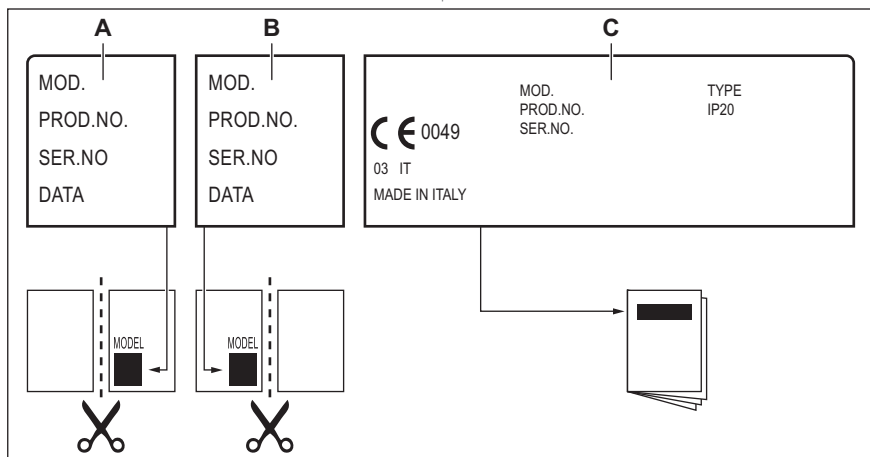 A
B
C
MOD.
PROD.NO.
SER.NO
DATA
MOD.
PROD.NO.
SER.NO
DATA
CE 0049
03 IT
MADE IN ITALY
MOD.
PROD.NO.
SER.NO.
TYPE
IP20
MODEL
MODEL